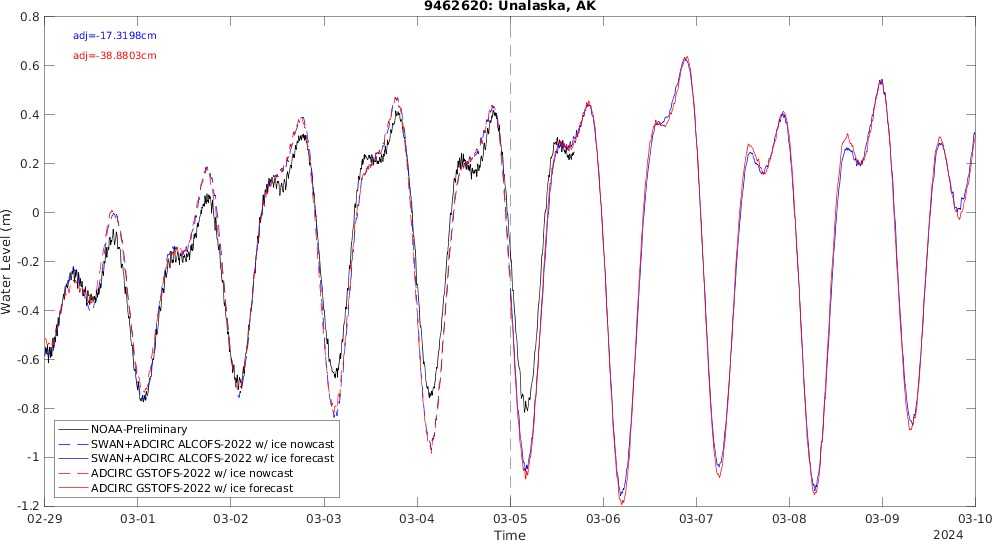 9462620: Unalaska, AK
adj=-17.3198cm
adj=-38.8803cm
Water Level (m)
0.8
0.6
0.4
0.2
0
-0.2
-0.4
-0.6
-0.8
-1
-1.2
NOAA-Preliminary
SWAN+ADCIRC ALCOFS-2022 w/ ice nowcast
SWAN+ADCIRC ALCOFS-2022 w/ ice forecast
ADCIRC GSTOFS-2022 w/ ice nowcast
ADCIRC GSTOFS-2022 w/ ice forecast
02-29 03-01 03-02 03-03 03-04 03-05 03-06 03-07 03-08 03-09 03-10
Time
2024